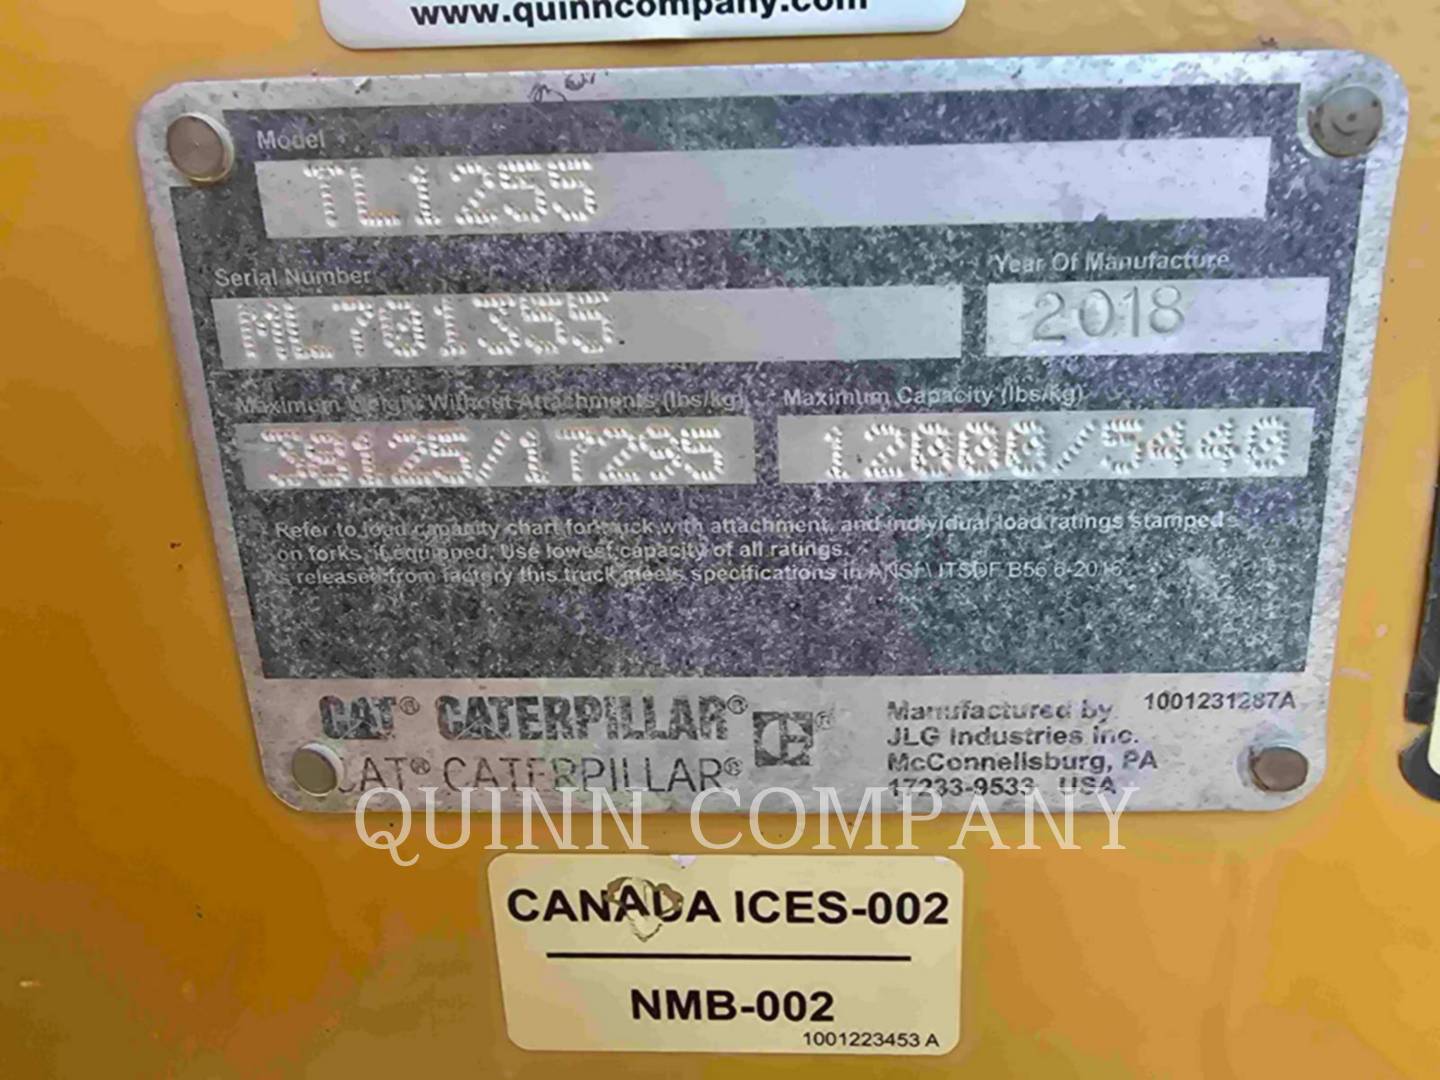 www.quinncompany.com
Model
TL1255
Serial Number
Year Of Manufacture
ML701355
2018
Maximum Weight Without Attachments (lbs/kg)
Maximum Capacity (lbs/kg)
38125/17295
12000/5440
Refer to load capacity chart for truck with attachment, and individual load ratings stamped
on forks, if equipped. Use lowest capacity of all ratings.
As released from factory this truck meets specifications in ANSI\ ITSDF B56.6-2016
CAT® CATERPILLAR®
CAT® CATERPILLAR®
®
Manufactured by
1001231287A
JLG Industries Inc.
McConnellsburg, PA
17233-9533 USA
QUINN COMPANY
CANADA ICES-002
NMB-002
1001223453 A